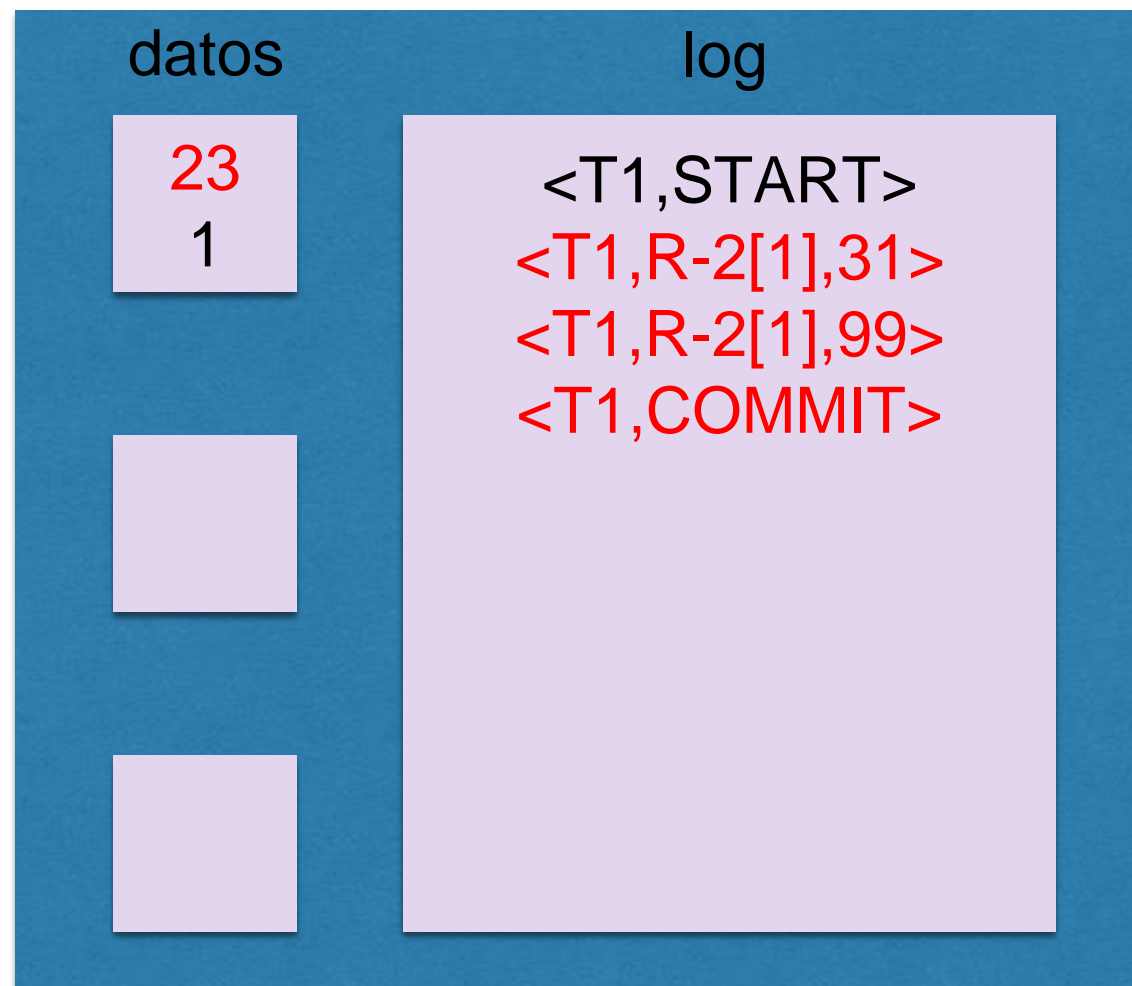 datos
log
23
1
<T1,START>
<T1,R-2[1],31>
<T1,R-2[1],99>
<T1,COMMIT>